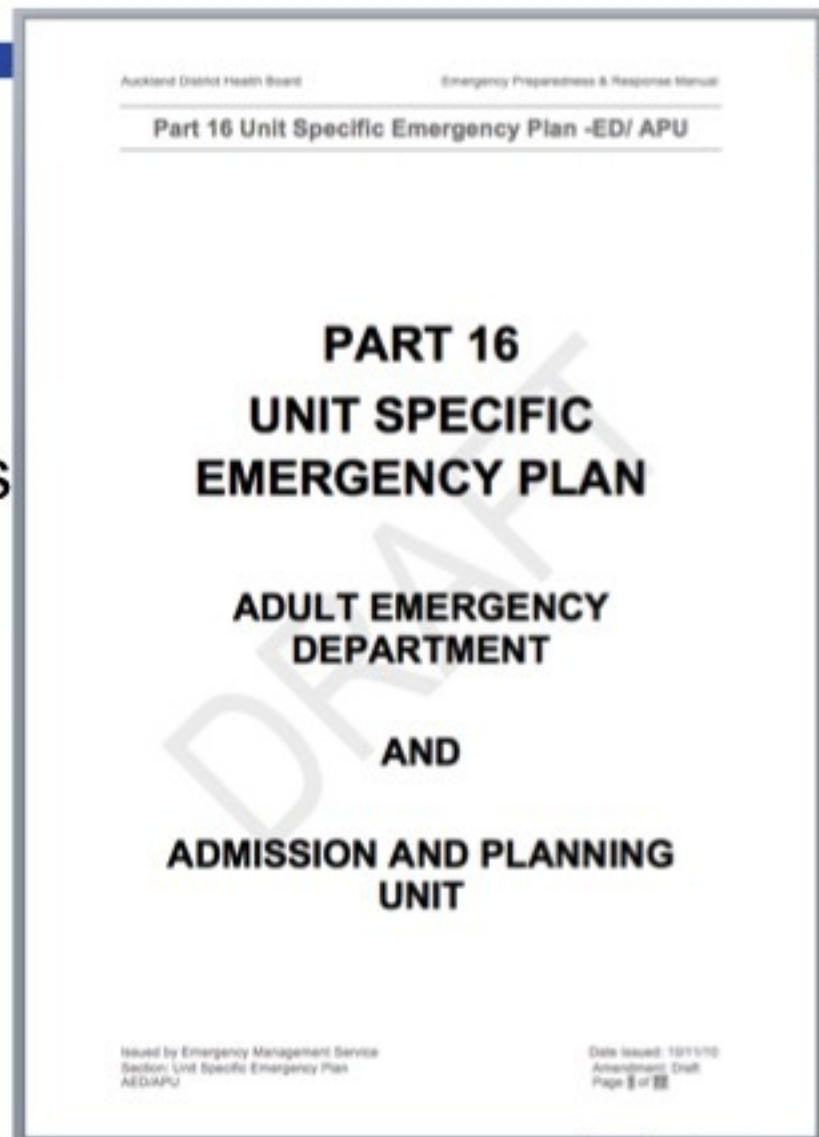 Auckland District Health Board Emergency Preparedness & Response Manual
Part 16 Unit Specific Emergency Plan -ED/ APU
PART 16
UNIT SPECIFIC
EMERGENCY PLAN
S
ADULT EMERGENCY
DEPARTMENT
AND
ADMISSION AND PLANNING
UNIT
DRAFT
Issued by Emergency Management Service Date Issued: 10/11/10
Section: Unit Specific Emergency Plan Amendment: Draft
AED/APU Page of